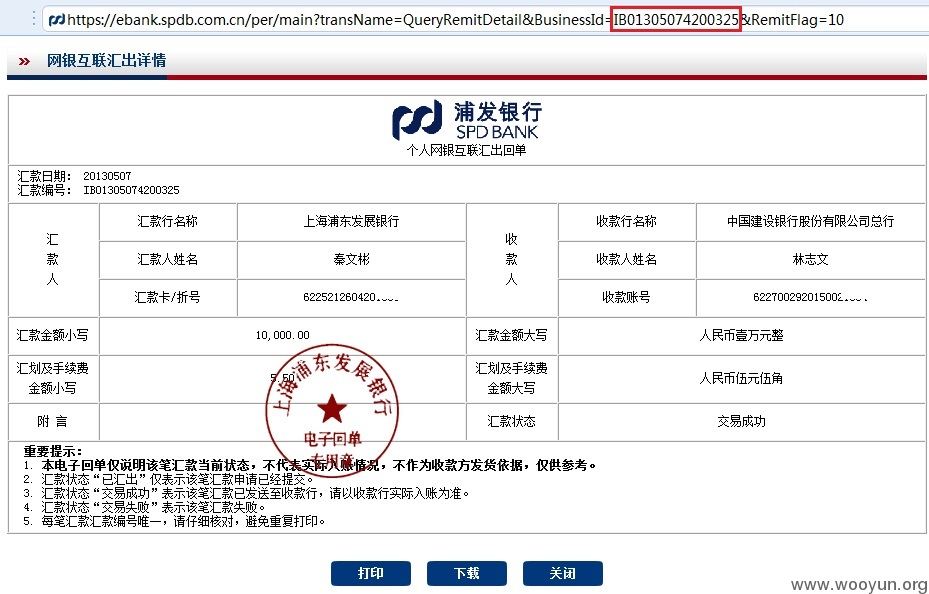 https://ebank.spdb.com.cn/per/main?transName=QueryRemitDetail&BusinessId=IB01305074200325&RemitFlag=10
网银互联汇出详情
浦发银行
SPD BANK
个人网银互联汇出回单
汇款日期： 20130507
汇款编号： IB01305074200325
汇款人
汇款行名称 上海浦东发展银行
收款人
收款行名称 中国建设银行股份有限公司总行
汇款人姓名 秦文彬
收款人姓名 林志文
汇款卡/折号 622521260420
收款账号 622700292015002
汇款金额小写 10,000.00 汇款金额大写 人民币壹万元整
汇划及手续费金额小写 5.50 汇划及手续费金额大写 人民币伍元伍角
附 言 汇款状态 交易成功
上海浦东发展银行
电子回单
专用章
重要提示：
1. 本电子回单仅说明该笔汇款当前状态，不代表实际入账情况，不作为收款方发货依据，仅供参考。
2. 汇款状态“已汇出”仅表示该笔汇款申请已经提交。
3. 汇款状态“交易成功”表示该笔汇款已发送至收款行，请以收款行实际入账为准。
4. 汇款状态“交易失败”表示该笔汇款失败。
5. 每笔汇款汇款编号唯一，请仔细核对，避免重复打印。
打印 下载 关闭
www.wooyun.org